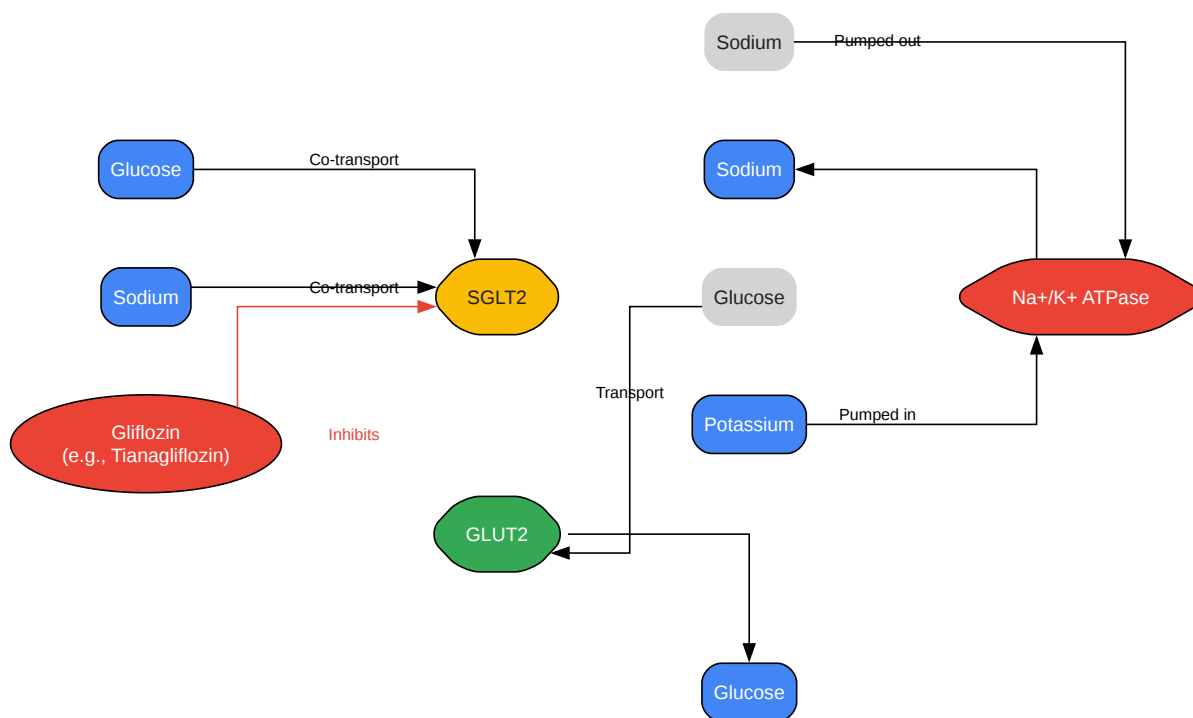 Sodium
Pumped out
Glucose
Co-transport
Sodium
Sodium
Co-transport
SGLT2
Glucose
Na+/K+ ATPase
Transport
Potassium
Pumped in
Gliflozin
(e.g., Tianagliflozin)
Inhibits
GLUT2
Glucose